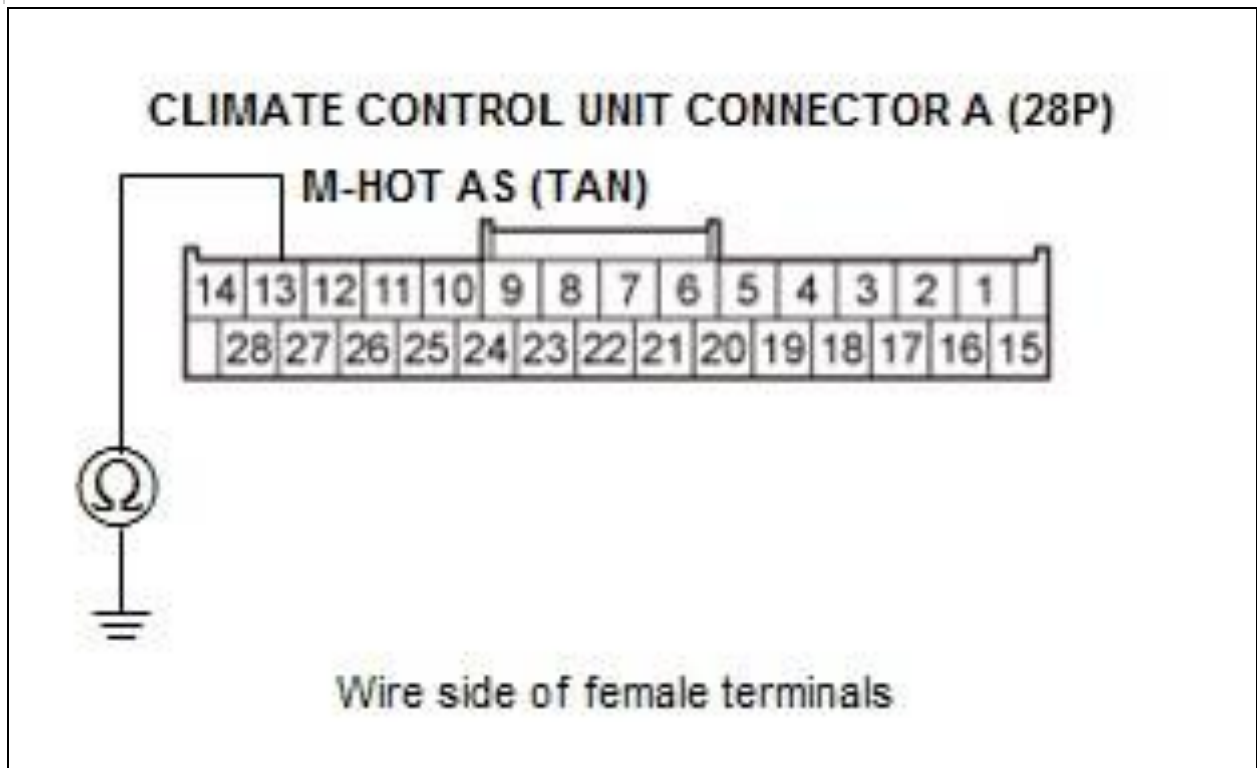 CLIMATE CONTROL UNIT CONNECTOR A (28P)
M-HOT AS (TAN)
14 13 12 11 10 9 8 7 6 5 4 3 2 1
28 27 26 25 24 23 22 21 20 19 18 17 16 15
Ω
Wire side of female terminals